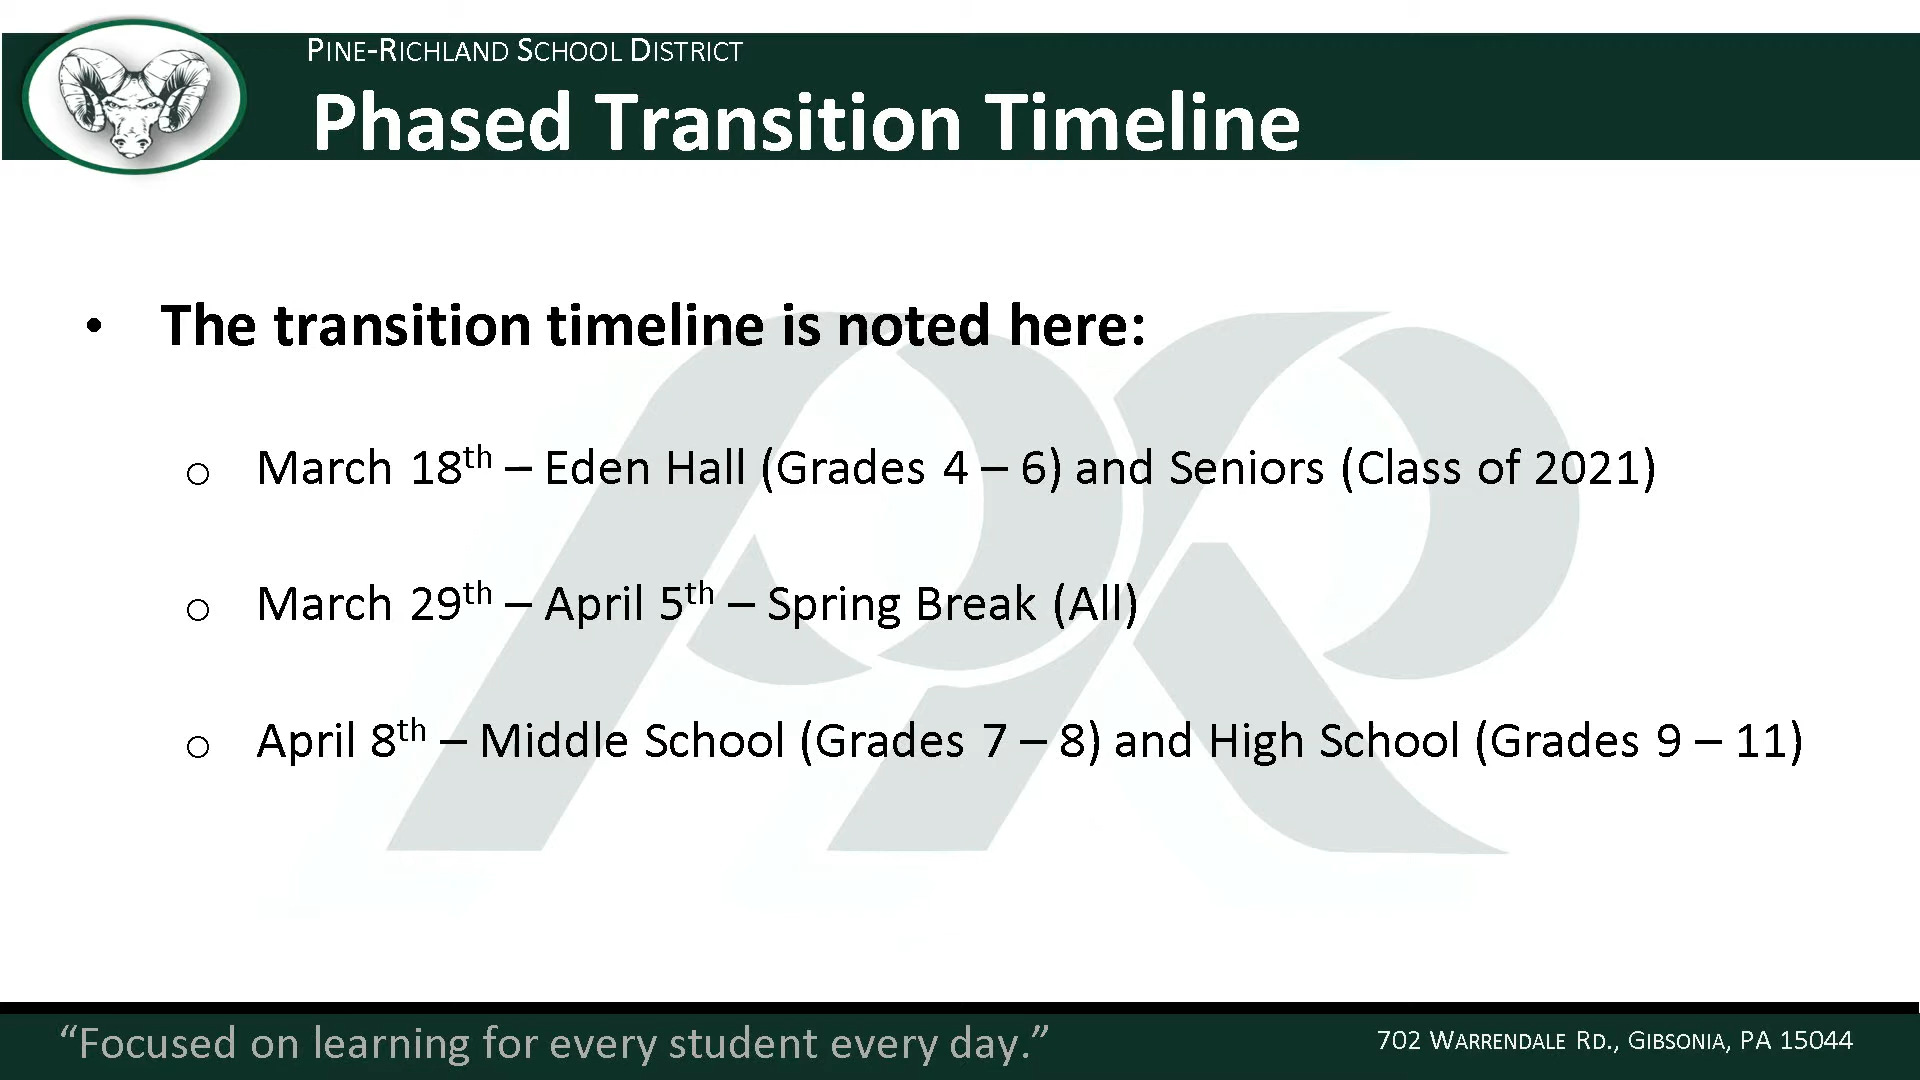 PINE-RICHLAND SCHOOL DISTRICT
Phased Transition Timeline
• The transition timeline is noted here:
o March 18th – Eden Hall (Grades 4 – 6) and Seniors (Class of 2021)
o March 29th – April 5th – Spring Break (All)
o April 8th – Middle School (Grades 7 – 8) and High School (Grades 9 – 11)
“Focused on learning for every student every day.”
702 WARRENDALE RD., GIBSONIA, PA 15044